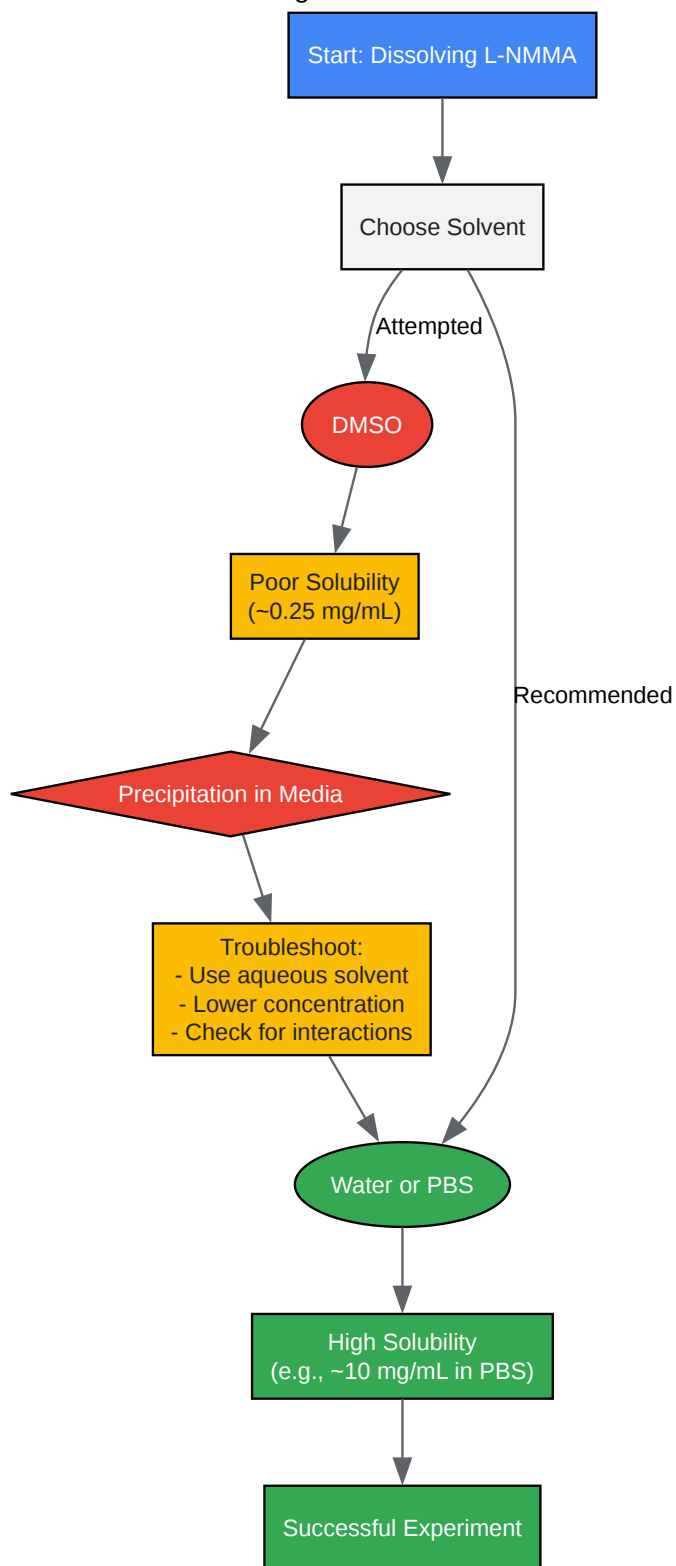 Start: Dissolving L-NMMA
Choose Solvent
Attempted
DMSO
Poor Solubility
(~0.25 mg/mL)
Recommended
Precipitation in Media
Troubleshoot:
- Use aqueous solvent
- Lower concentration
- Check for interactions
Water or PBS
High Solubility
(e.g., ~10 mg/mL in PBS)
Successful Experiment